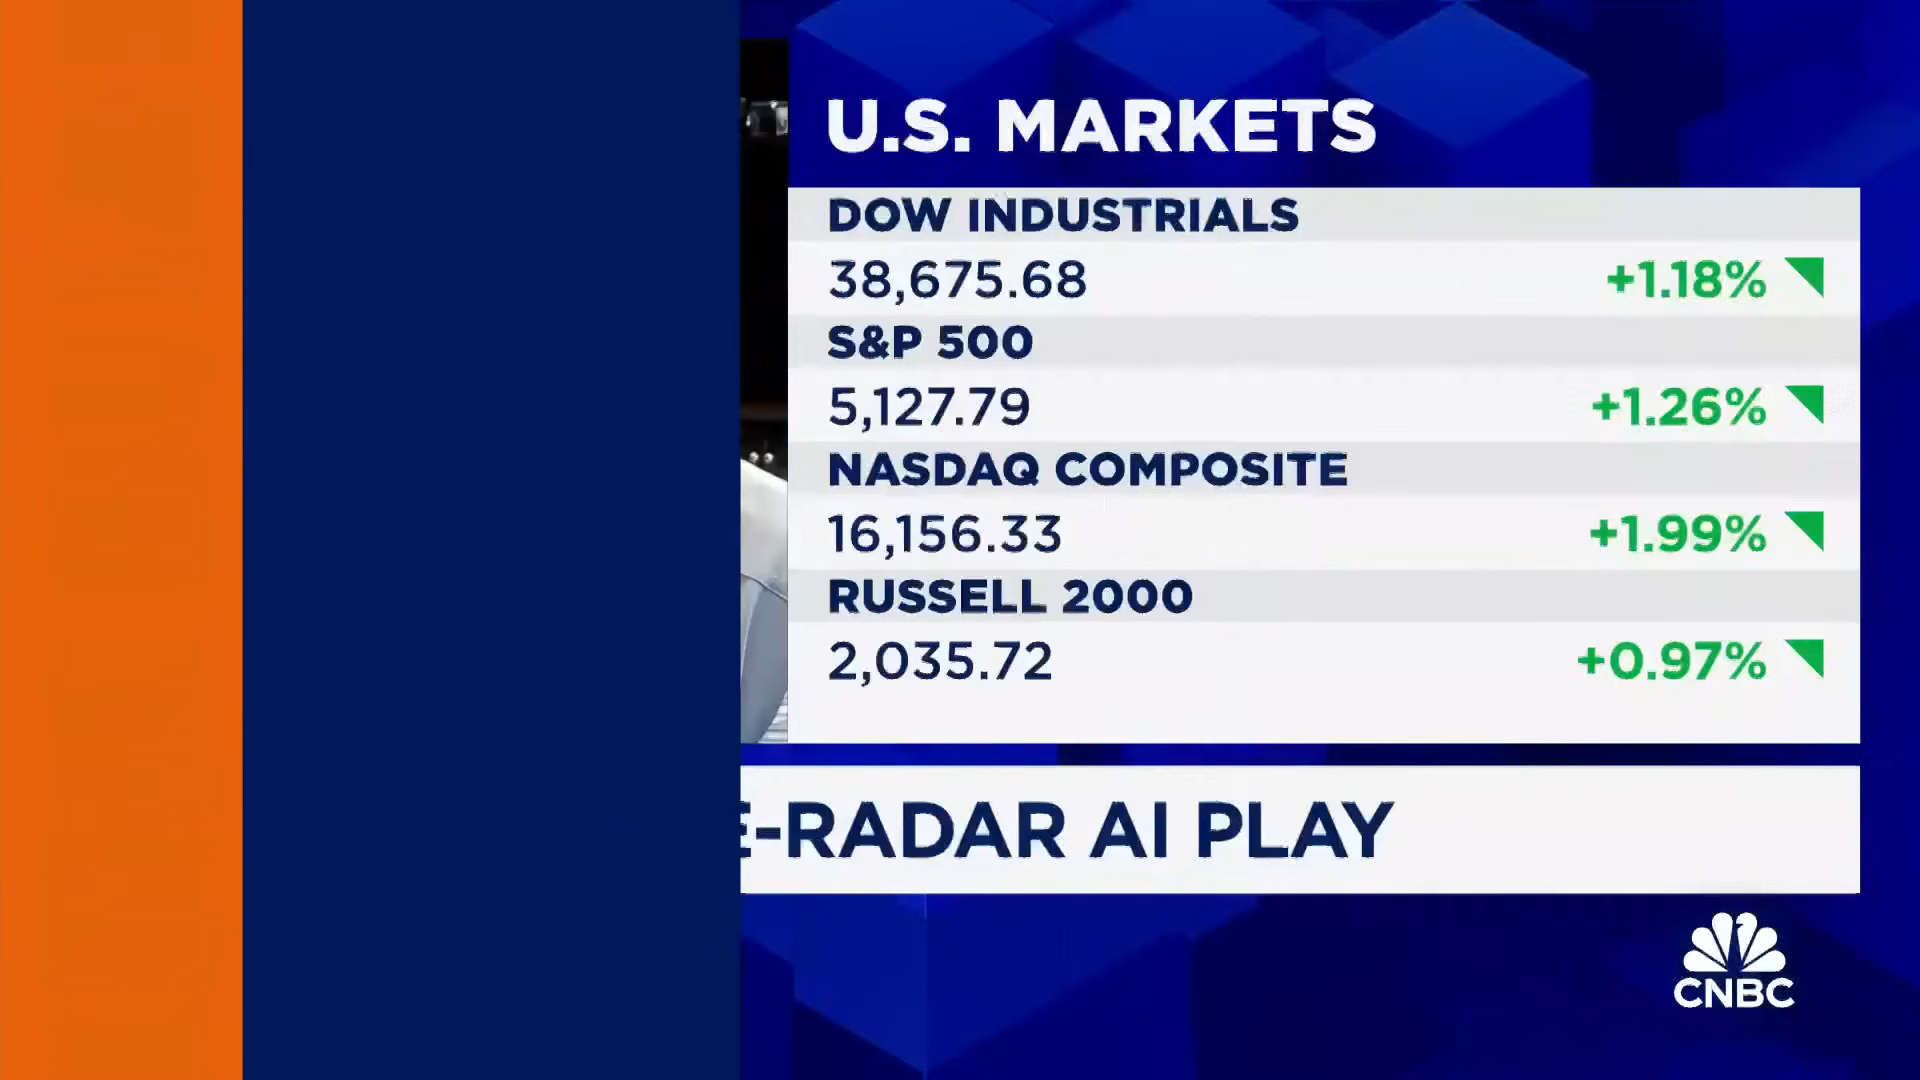 U.S. MARKETS
DOW INDUSTRIALS
38,675.68 +1.18%
S&P 500
5,127.79 +1.26%
NASDAQ COMPOSITE
16,156.33 +1.99%
RUSSELL 2000
2,035.72 +0.97%
E-RADAR AI PLAY
CNBC